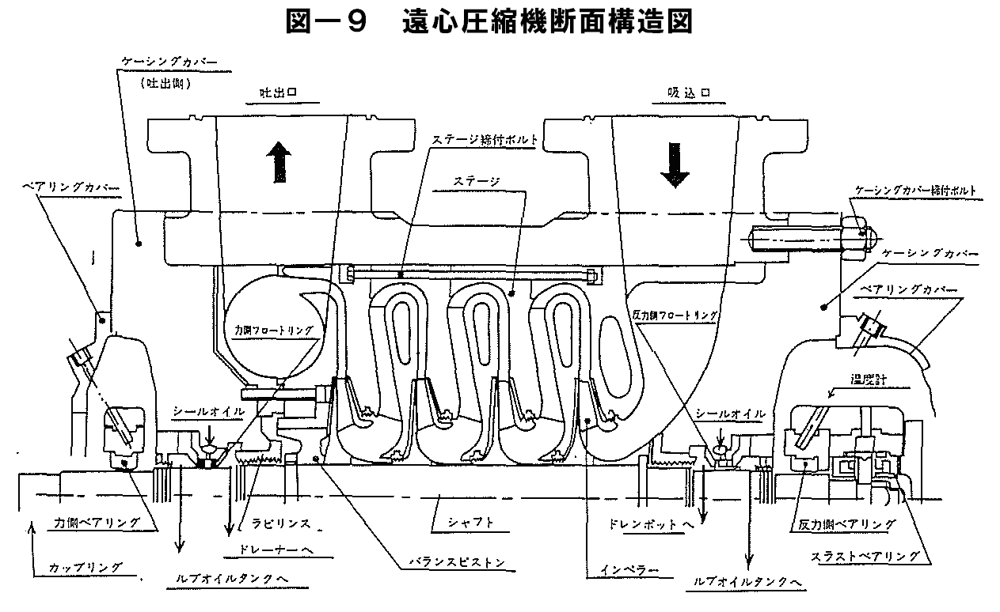 図－９　遠心圧縮機断面構造図
ケーシングカバー
(吐出側)
吐出口
吸込口
ステージ締付ボルト
ステージ
ベアリングカバー
ケーシングカバー締付ボルト
ケーシングカバー
ベアリングカバー
力側フロートリング
反力側フロートリング
温度計
シールオイル
シールオイル
力側ベアリング
ラビリンス
シャフト
ドレンポットへ
反力側ベアリング
ドレーナーへ
スラストベアリング
カップリング
バランスピストン
インペラー
ルブオイルタンクへ
ルブオイルタンクへ